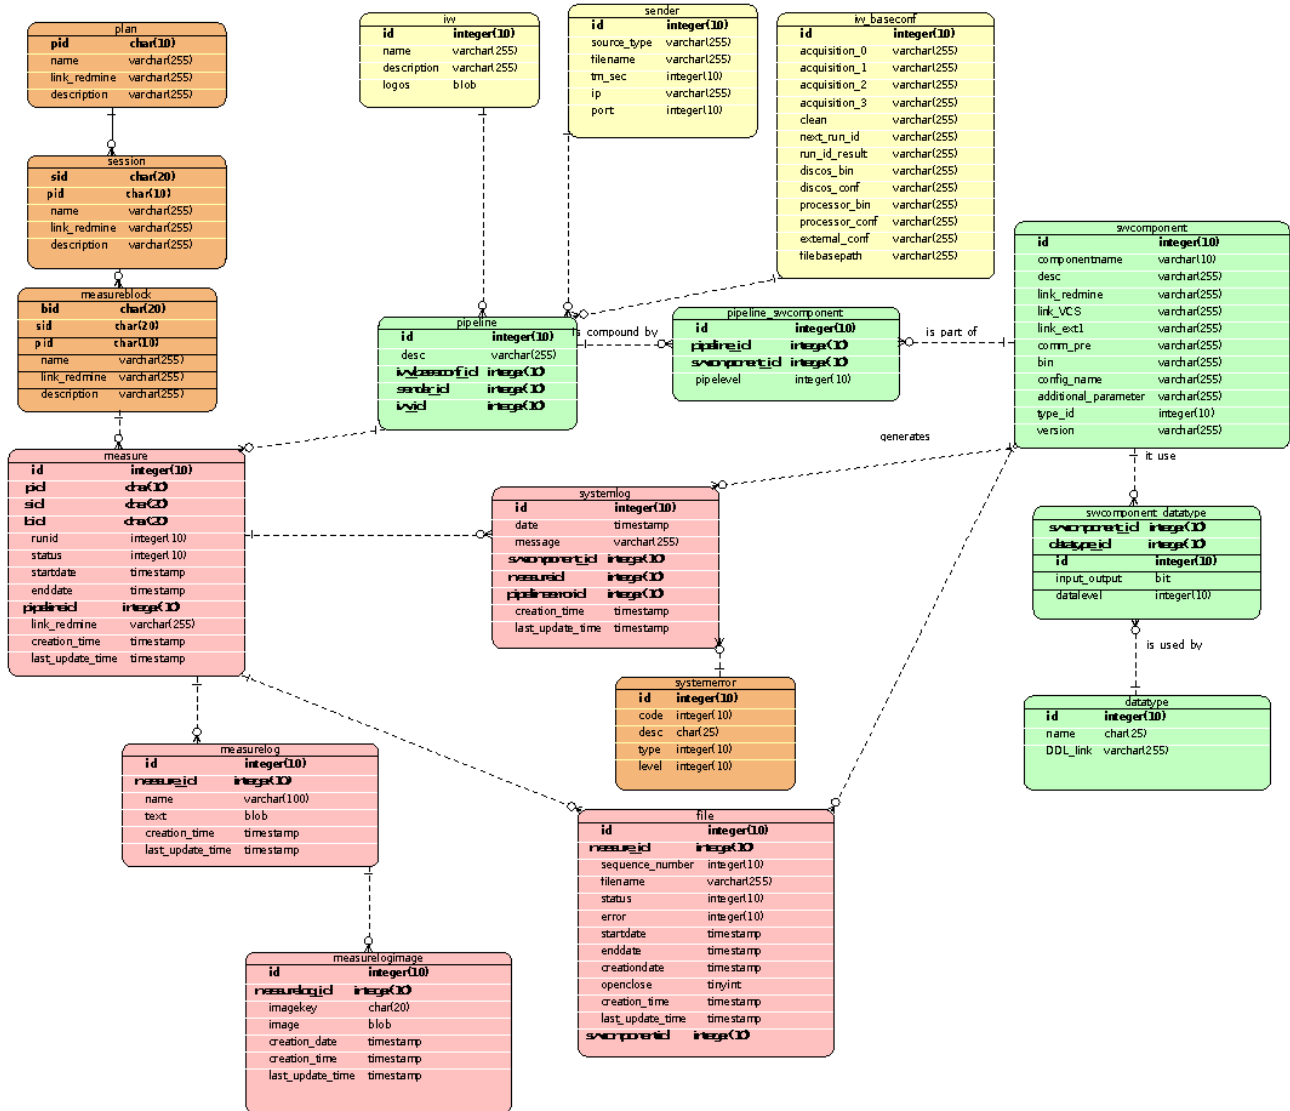 plan
pid char(10)
name varchar(255)
link_redmine varchar(255)
description varchar(255)
session
sid char(20)
pid char(10)
name varchar(255)
link_redmine varchar(255)
description varchar(255)
measureblock
bid char(20)
sid char(20)
pid char(10)
name varchar(255)
link_redmine varchar(255)
description varchar(255)
measure
id integer(10)
pid char(10)
sid char(20)
bid char(20)
runid integer(10)
status integer(10)
startdate timestamp
enddate timestamp
pipelineid integer(10)
link_redmine varchar(255)
creation_time timestamp
last_update_time timestamp
ivw
id integer(10)
name varchar(255)
description varchar(255)
logos blob
sender
id integer(10)
source_type varchar(255)
filename varchar(255)
tm_sec integer(10)
ip varchar(255)
port integer(10)
iw_baseconf
id integer(10)
acquisition_0 varchar(255)
acquisition_1 varchar(255)
acquisition_2 varchar(255)
acquisition_3 varchar(255)
clean varchar(255)
next_run_id varchar(255)
run_id_result varchar(255)
discos_bin varchar(255)
discos_conf varchar(255)
processor_bin varchar(255)
processor_conf varchar(255)
external_conf varchar(255)
filebasepath varchar(255)
pipeline
id integer(10)
desc varchar(255)
integer(10)
sender_id integer(10)
integer(10)
is compound by
pipeline_swcomponent
id integer(10)
pipeline_id integer(10)
swcomponent_id integer(10)
pipelevel integer(10)
is part of
swcomponent
id integer(10)
componentname varchar(10)
desc varchar(255)
link_redmine varchar(255)
link_VCS varchar(255)
link_ext1 varchar(255)
comm_pre varchar(255)
bin varchar(255)
config_name varchar(255)
additional_parameter varchar(255)
type_id integer(10)
version varchar(255)
generates
it use
systemlog
id integer(10)
date timestamp
message varchar(255)
swcomponent_id integer(10)
measureid integer(10)
integer(10)
creation_time timestamp
last_update_time timestamp
swcomponent_datatype
swcomponent_id integer(10)
datatype_id integer(10)
id integer(10)
input_output bit
datalevel integer(10)
is used by
systemerror
id integer(10)
code integer(10)
desc char(25)
type integer(10)
level integer(10)
datatype
id integer(10)
name char(25)
DDL_link varchar(255)
measurelog
id integer(10)
measure_id integer(10)
name varchar(100)
text blob
creation_time timestamp
last_update_time timestamp
file
id integer(10)
measure_id integer(10)
sequence_number integer(10)
filename varchar(255)
status integer(10)
error integer(10)
startdate timestamp
enddate timestamp
creationdate timestamp
openclose tinyint
creation_time timestamp
last_update_time timestamp
swcomponentid integer(10)
measurelogimage
id integer(10)
measurelog_id integer(10)
imagekey char(20)
image blob
creation_date timestamp
creation_time timestamp
last_update_time timestamp